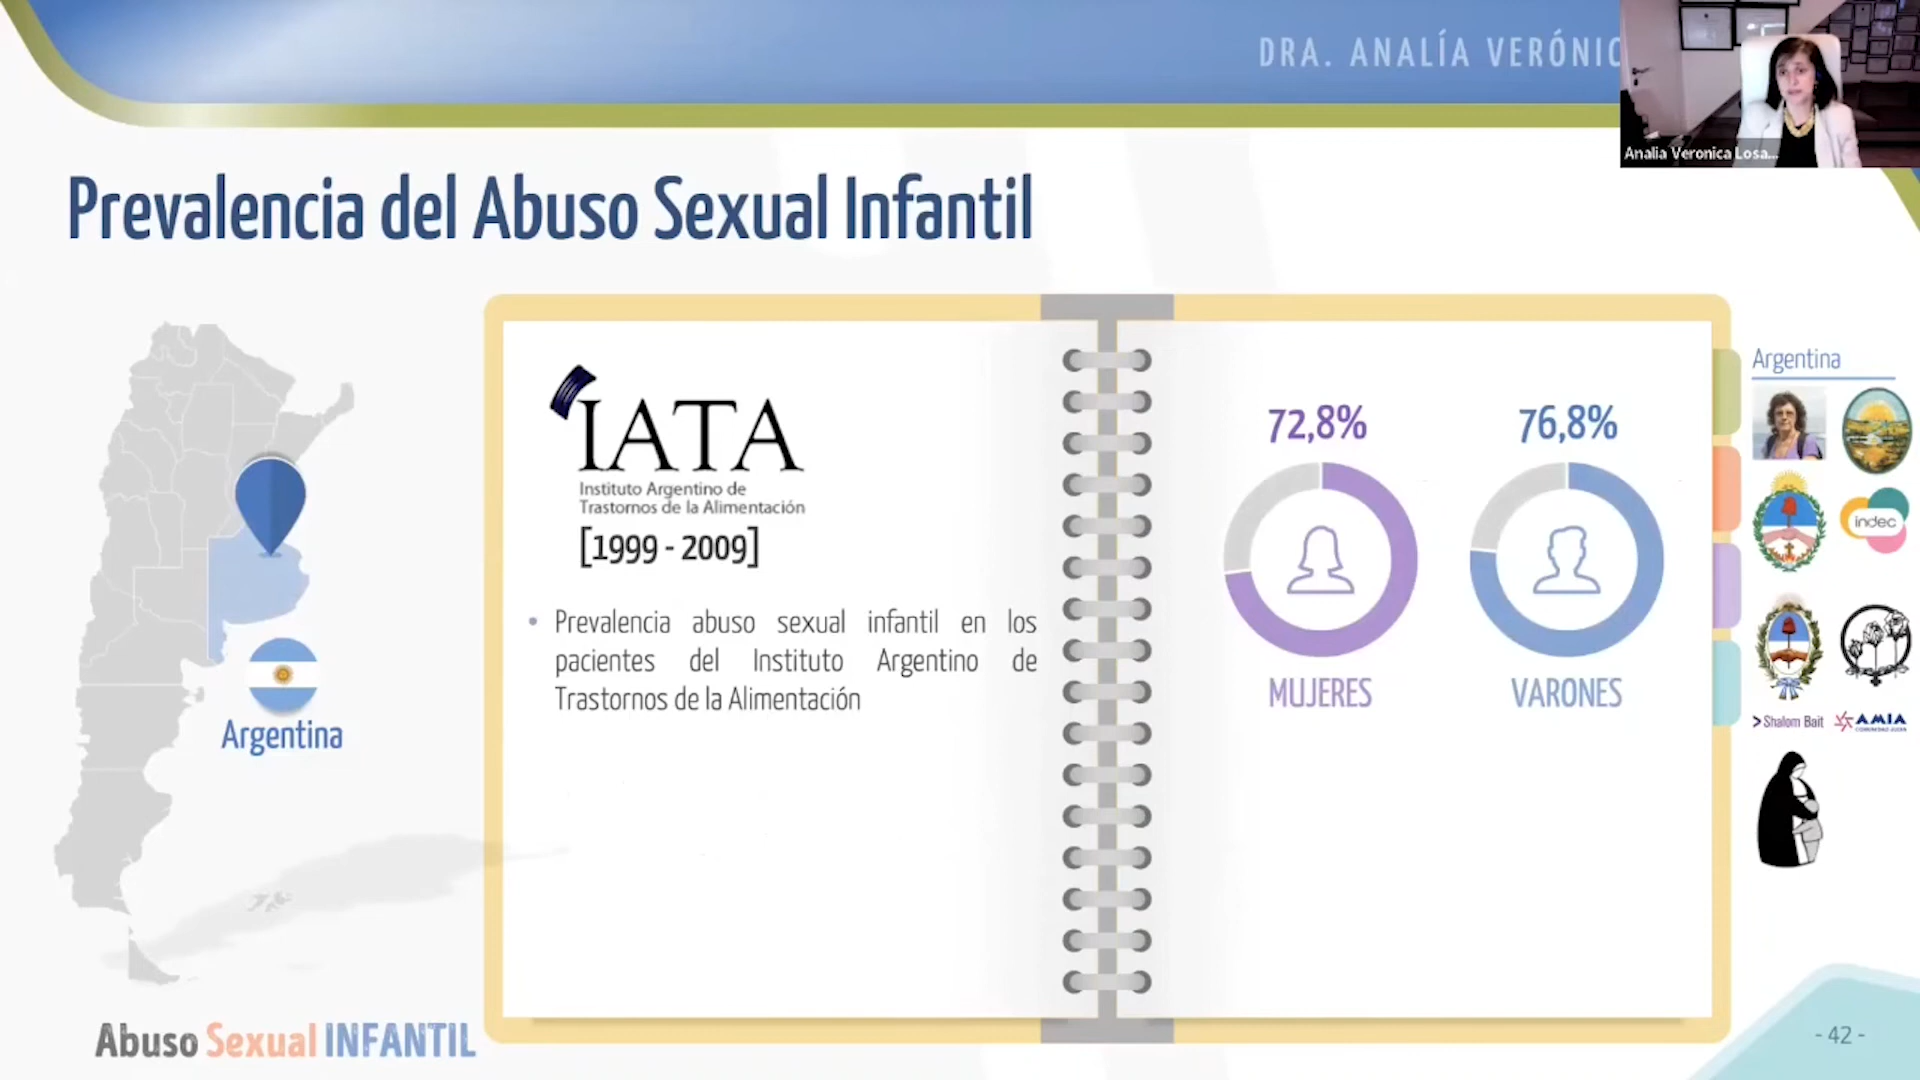 DRA. ANALÍA VERÓNIC
Analia Veronica Losa...
Prevalencia del Abuso Sexual Infantil
IATA
Instituto Argentino de
Trastornos de la Alimentación
[1999 - 2009]
• Prevalencia abuso sexual infantil en los
pacientes del Instituto Argentino de
Trastornos de la Alimentación
72,8%
76,8%
MUJERES
VARONES
Argentina
Argentina
indec
>Shalom Bait
AMIA
COMUNIDAD JUDÍA
Abuso Sexual INFANTIL
- 42 -